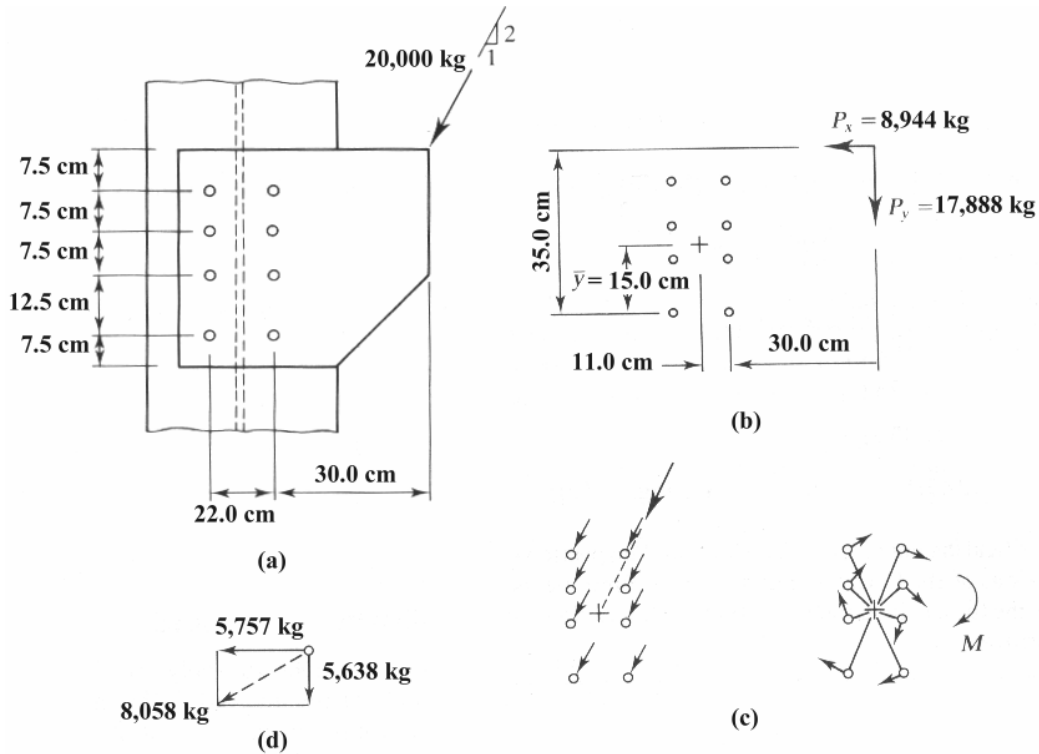 20,000 kg
2
1
7.5 cm
7.5 cm
7.5 cm
12.5 cm
7.5 cm
22.0 cm
30.0 cm
(a)
Px = 8,944 kg
Py = 17,888 kg
35.0 cm
y̅ = 15.0 cm
11.0 cm
30.0 cm
(b)
M
(c)
5,757 kg
5,638 kg
8,058 kg
(d)